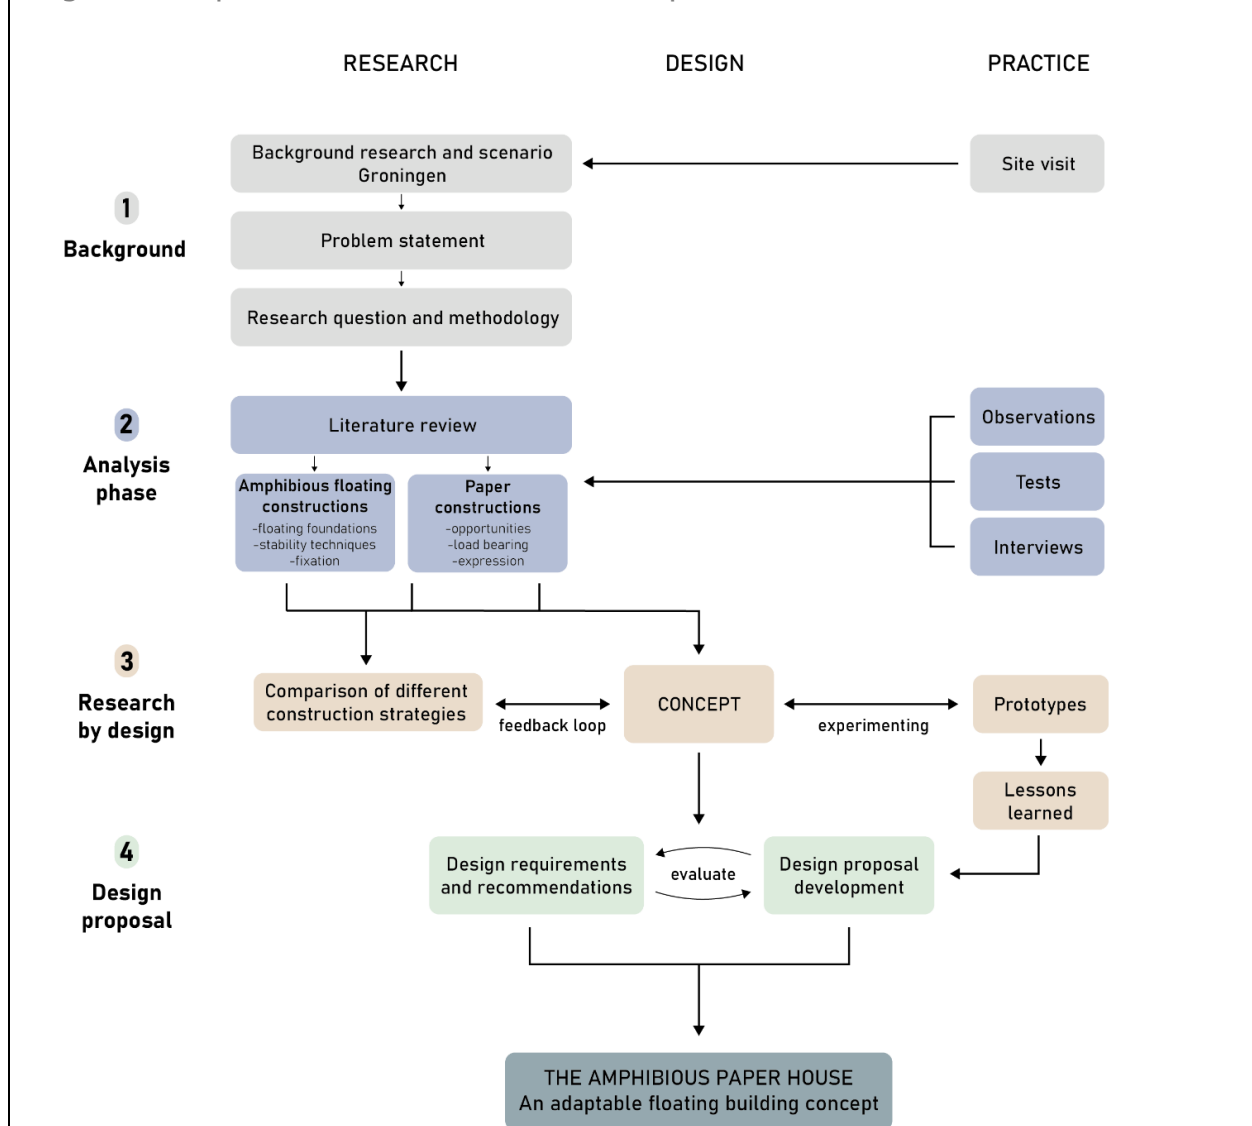 RESEARCH
DESIGN
PRACTICE
Background research and scenario
Groningen
Site visit
1
Background
Problem statement
Research question and methodology
2
Analysis
phase
Literature review
Amphibious floating
constructions
-floating foundations
-stability techniques
-fixation
Paper
constructions
-opportunities
-load bearing
-expression
Observations
Tests
Interviews
3
Research
by design
Comparison of different
construction strategies
feedback loop
CONCEPT
experimenting
Prototypes
Lessons
learned
4
Design
proposal
Design requirements
and recommendations
evaluate
Design proposal
development
THE AMPHIBIOUS PAPER HOUSE
An adaptable floating building concept